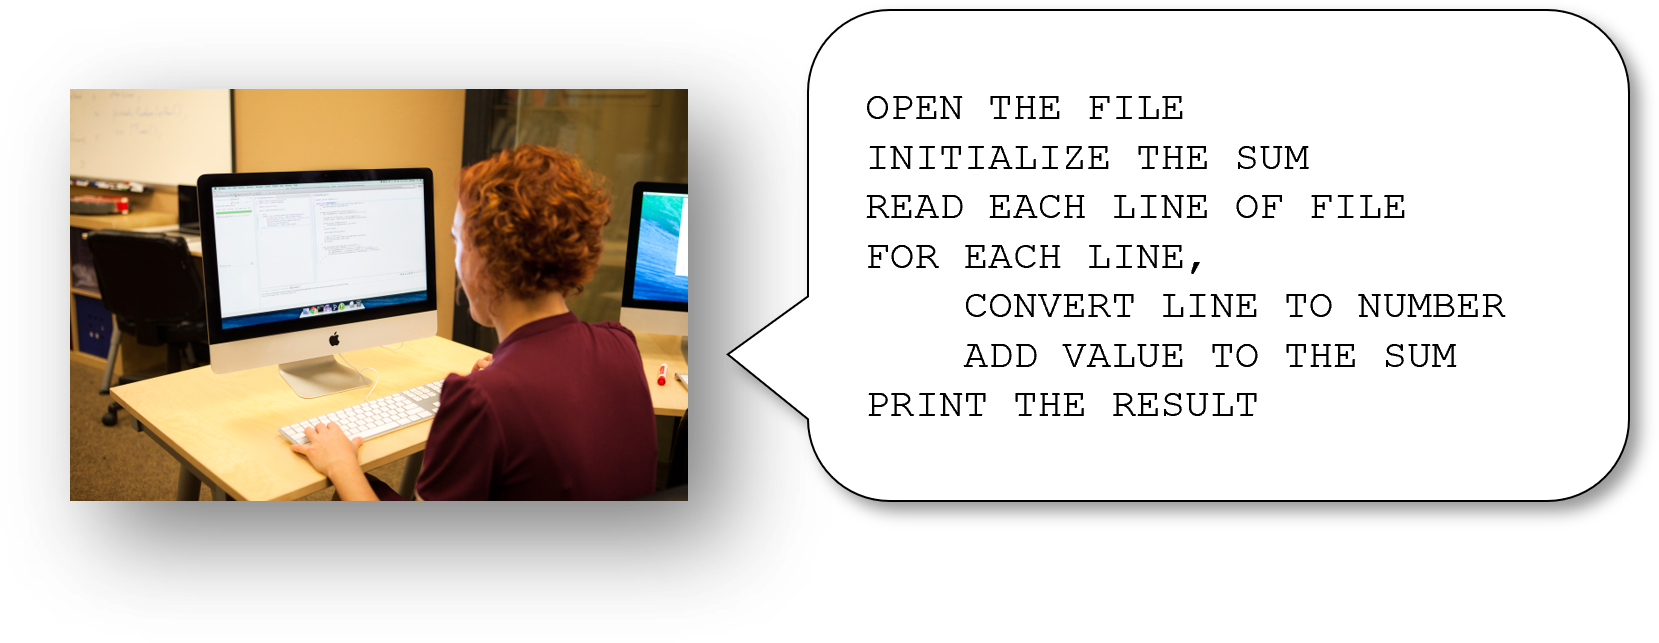 OPEN THE FILE
INITIALIZE THE SUM
READ EACH LINE OF FILE
FOR EACH LINE,
    CONVERT LINE TO NUMBER
    ADD VALUE TO THE SUM
PRINT THE RESULT